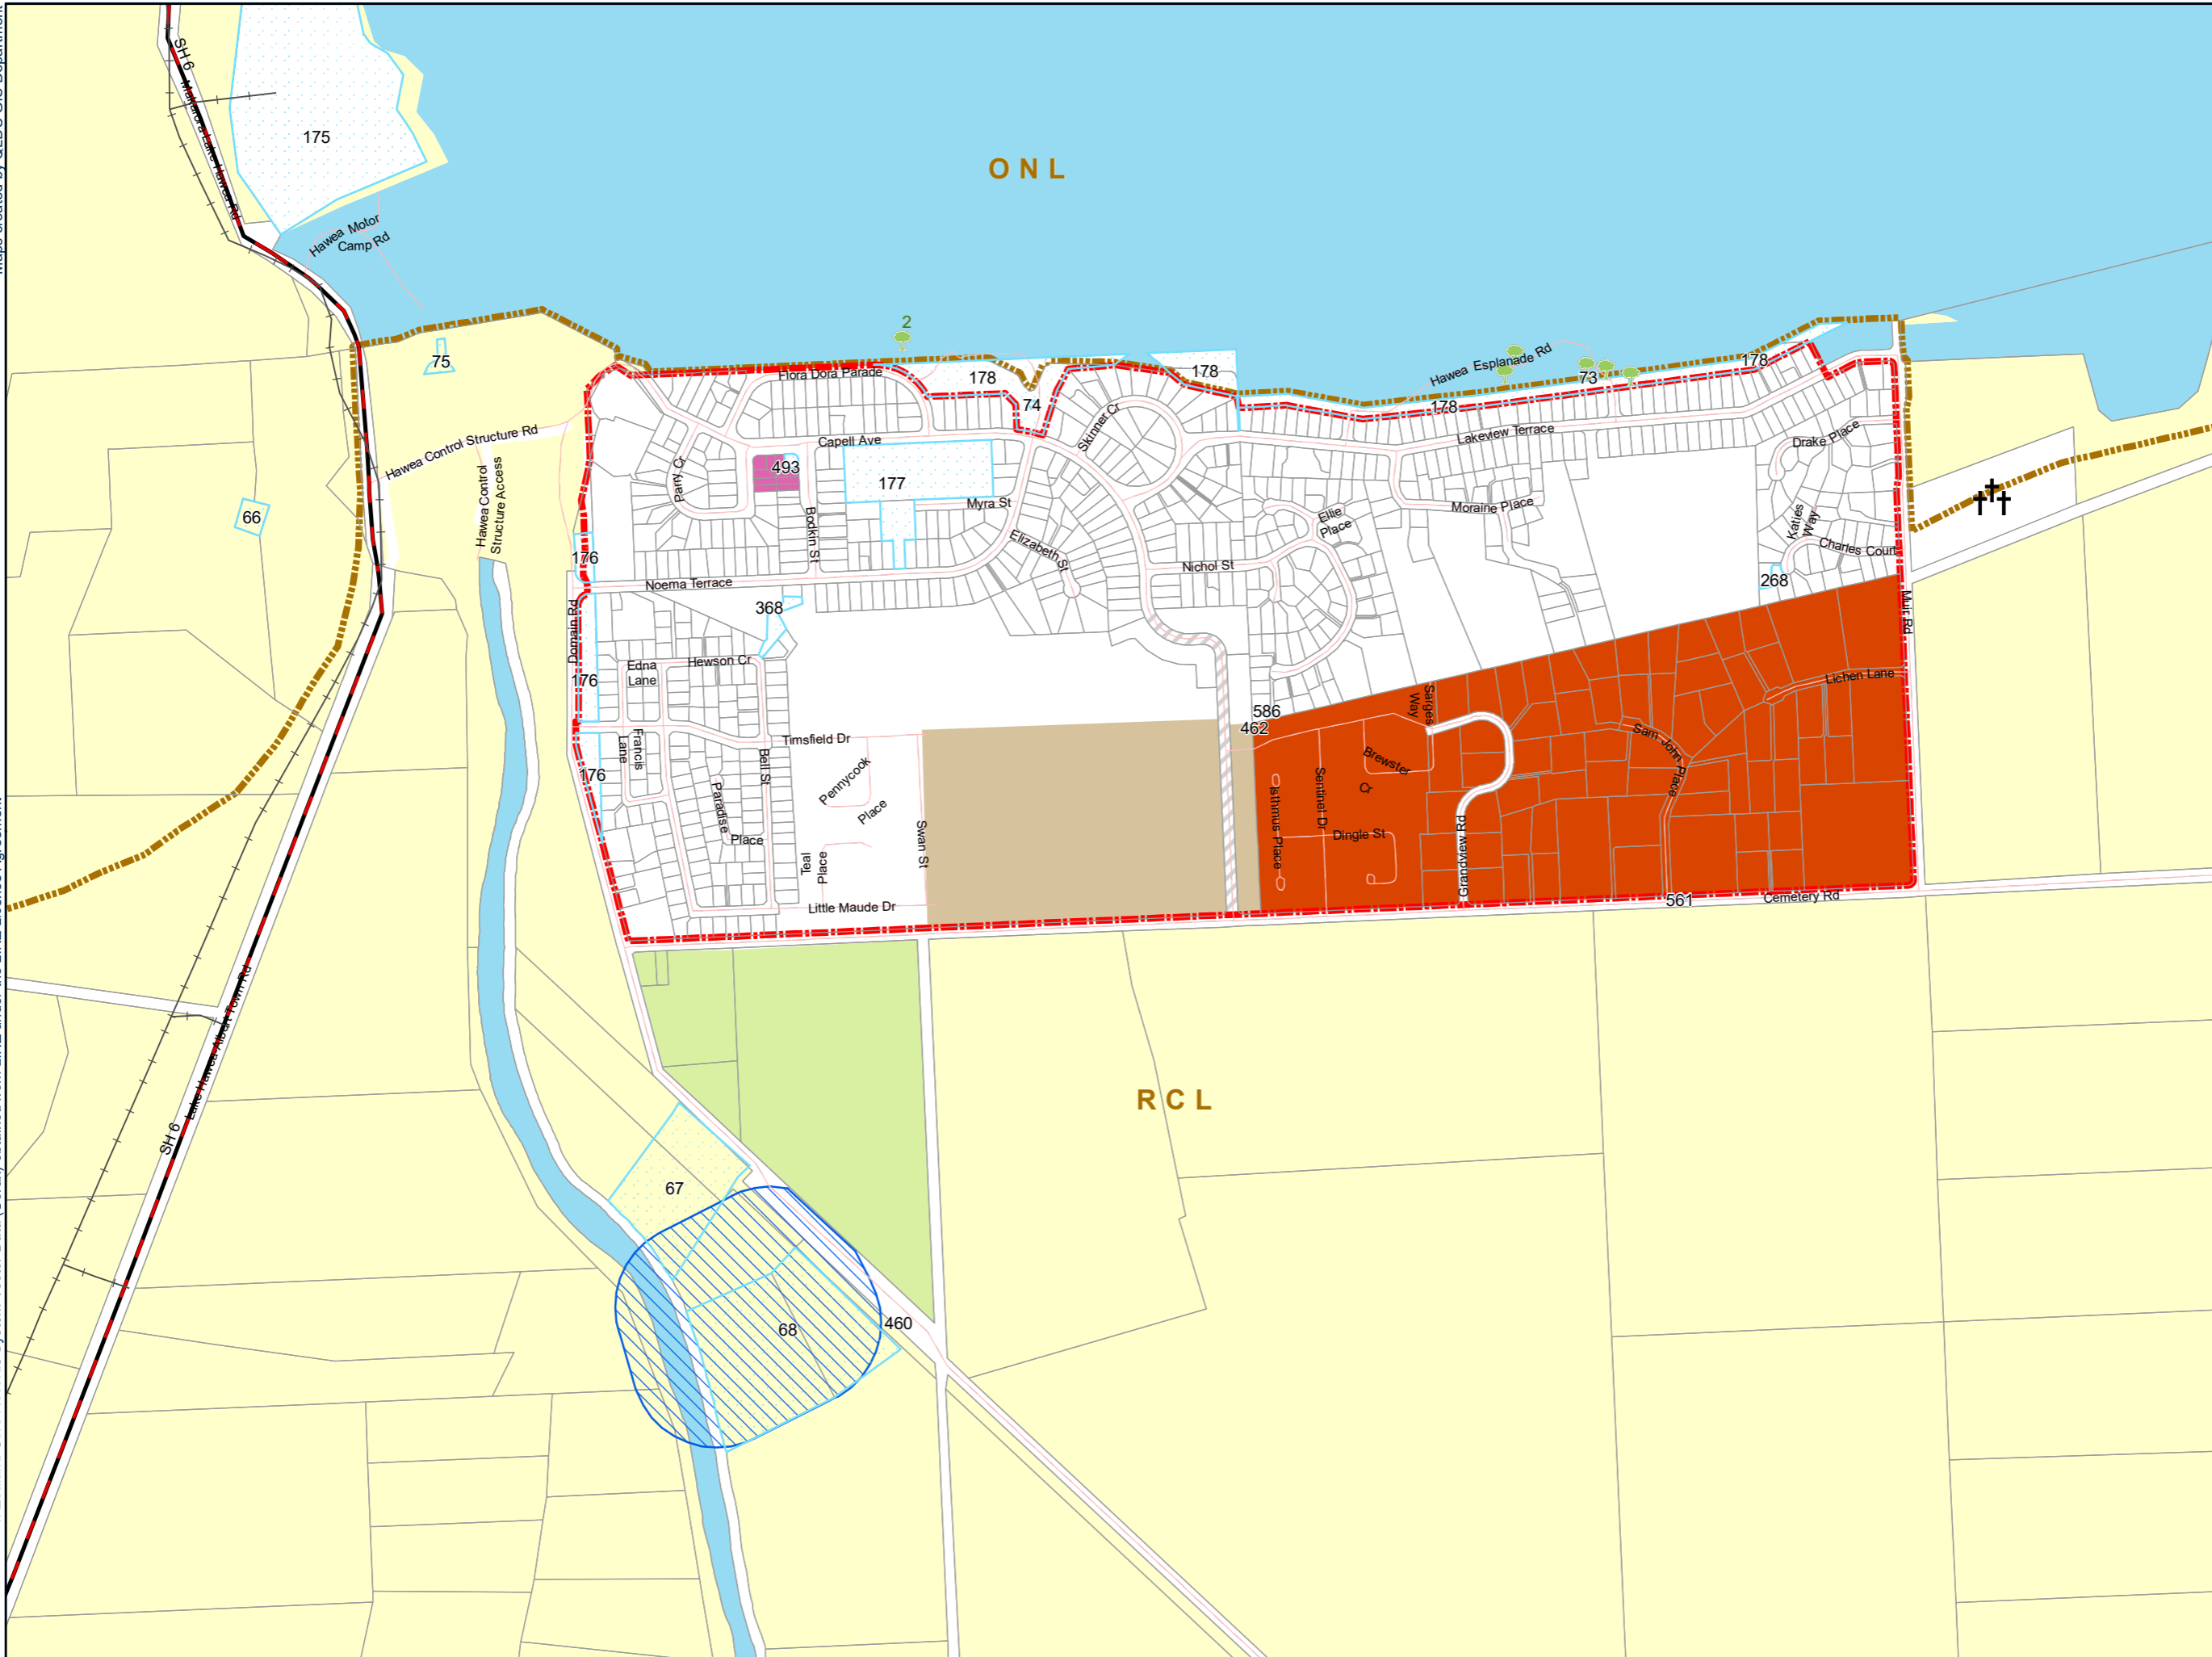 SH 6
Makarora-Lake Hawea Rd
175
O N L
Hawea Motor
Camp Rd
2
75
Flora Dora Parade
178
74
178
Hawea Esplanade Rd
73
178
178
Skinner Cr
Capell Ave
Lakeview Terrace
Drake Place
Hawea Control Structure Rd
Hawea Control
Structure Access
Parry Cr
493
177
Myra St
Moraine Place
66
Bodkin St
Elizabeth St
Ellie
Place
Katies
Way
Charles Court
176
Noema Terrace
Nichol St
268
368
Domain Rd
Muir Rd
Edna
Lane
Hewson Cr
176
Lichen Lane
Sarges
Way
586
462
Timsfield Dr
Francis
Lane
Bell St
Sam John Place
Brewster
Cr
176
Pennycook
Place
Paradise
Place
Isthmus Place
Sentinel Dr
Dingle St
Swan St
Teal
Place
Grandview Rd
Little Maude Dr
561
Cemetery Rd
SH 6
Lake Hawea-Albert Town Rd
R C L
67
68
460